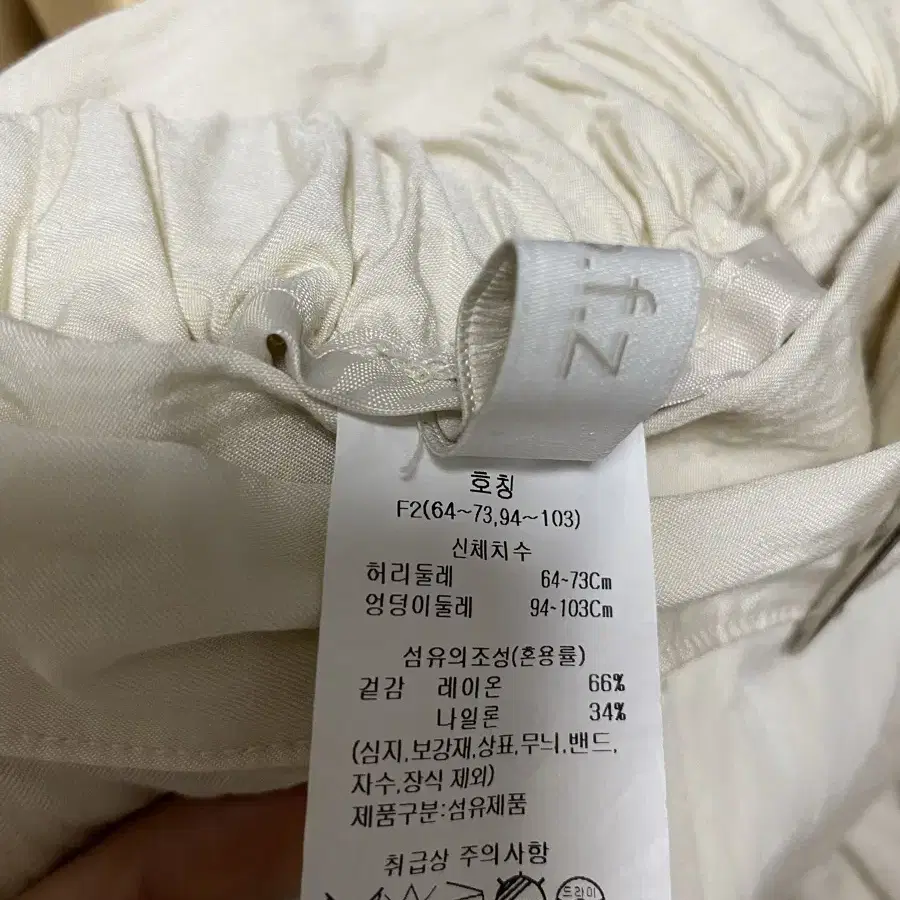 .f.z
호칭
F2(64~73,94~103)
신체치수
허리둘레 64~73Cm
엉덩이둘레 94~103Cm
섬유의조성(혼용률)
겉감 레이온 66%
나일론 34%
(심지,보강재,상표,무늬,밴드,
자수,장식 제외)
제품구분:섬유제품
취급상 주의사항
드라이